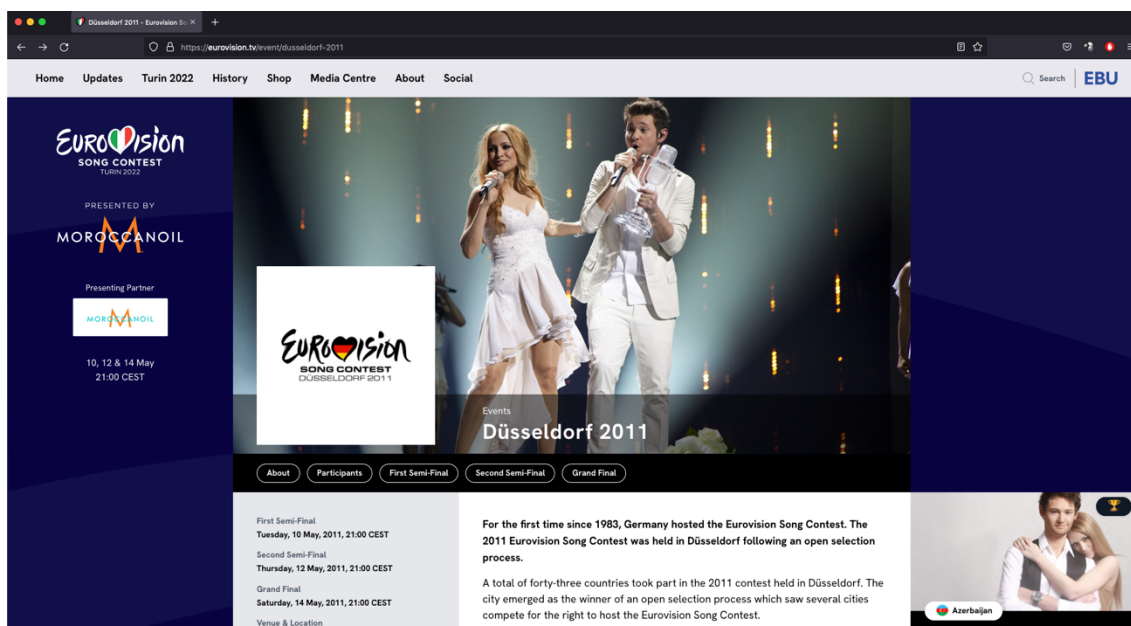 Düsseldorf 2011 – Eurovision So
https://eurovision.tv/event/dusseldorf-2011
Home Updates Turin 2022 History Shop Media Centre About Social
Search EBU
EUROVISION
SONG CONTEST
TURIN 2022
PRESENTED BY
MOROCCANOIL
Presenting Partner
MOROCCANOIL
10, 12 & 14 May
21:00 CEST
EUROVISION
SONG CONTEST
DÜSSELDORF 2011
Events
Düsseldorf 2011
About Participants First Semi-Final Second Semi-Final Grand Final
First Semi-Final
Tuesday, 10 May, 2011, 21:00 CEST
Second Semi-Final
Thursday, 12 May, 2011, 21:00 CEST
Grand Final
Saturday, 14 May, 2011, 21:00 CEST
Venue & Location
For the first time since 1983, Germany hosted the Eurovision Song Contest. The
2011 Eurovision Song Contest was held in Düsseldorf following an open selection
process.
A total of forty-three countries took part in the 2011 contest held in Düsseldorf. The
city emerged as the winner of an open selection process which saw several cities
compete for the right to host the Eurovision Song Contest.
Azerbaijan